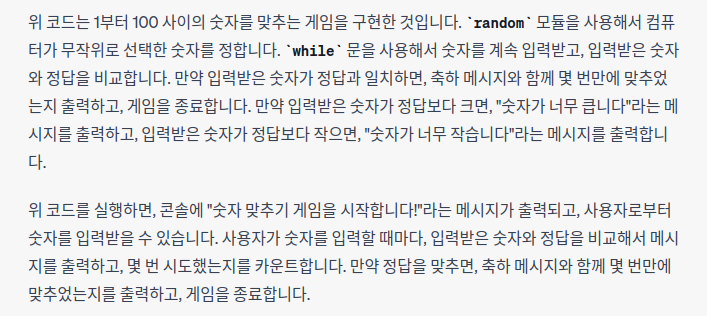 위 코드는 1부터 100 사이의 숫자를 맞추는 게임을 구현한 것입니다. `random` 모듈을 사용해서 컴퓨
터가 무작위로 선택한 숫자를 정합니다. `while` 문을 사용해서 숫자를 계속 입력받고, 입력받은 숫자
와 정답을 비교합니다. 만약 입력받은 숫자가 정답과 일치하면, 축하 메시지와 함께 몇 번만에 맞추었
는지 출력하고, 게임을 종료합니다. 만약 입력받은 숫자가 정답보다 크면, "숫자가 너무 큽니다"라는 메
시지를 출력하고, 입력받은 숫자가 정답보다 작으면, "숫자가 너무 작습니다"라는 메시지를 출력합니
다.
위 코드를 실행하면, 콘솔에 "숫자 맞추기 게임을 시작합니다!"라는 메시지가 출력되고, 사용자로부터
숫자를 입력받을 수 있습니다. 사용자가 숫자를 입력할 때마다, 입력받은 숫자와 정답을 비교해서 메시
지를 출력하고, 몇 번 시도했는지를 카운트합니다. 만약 정답을 맞추면, 축하 메시지와 함께 몇 번만에
맞추었는지를 출력하고, 게임을 종료합니다.